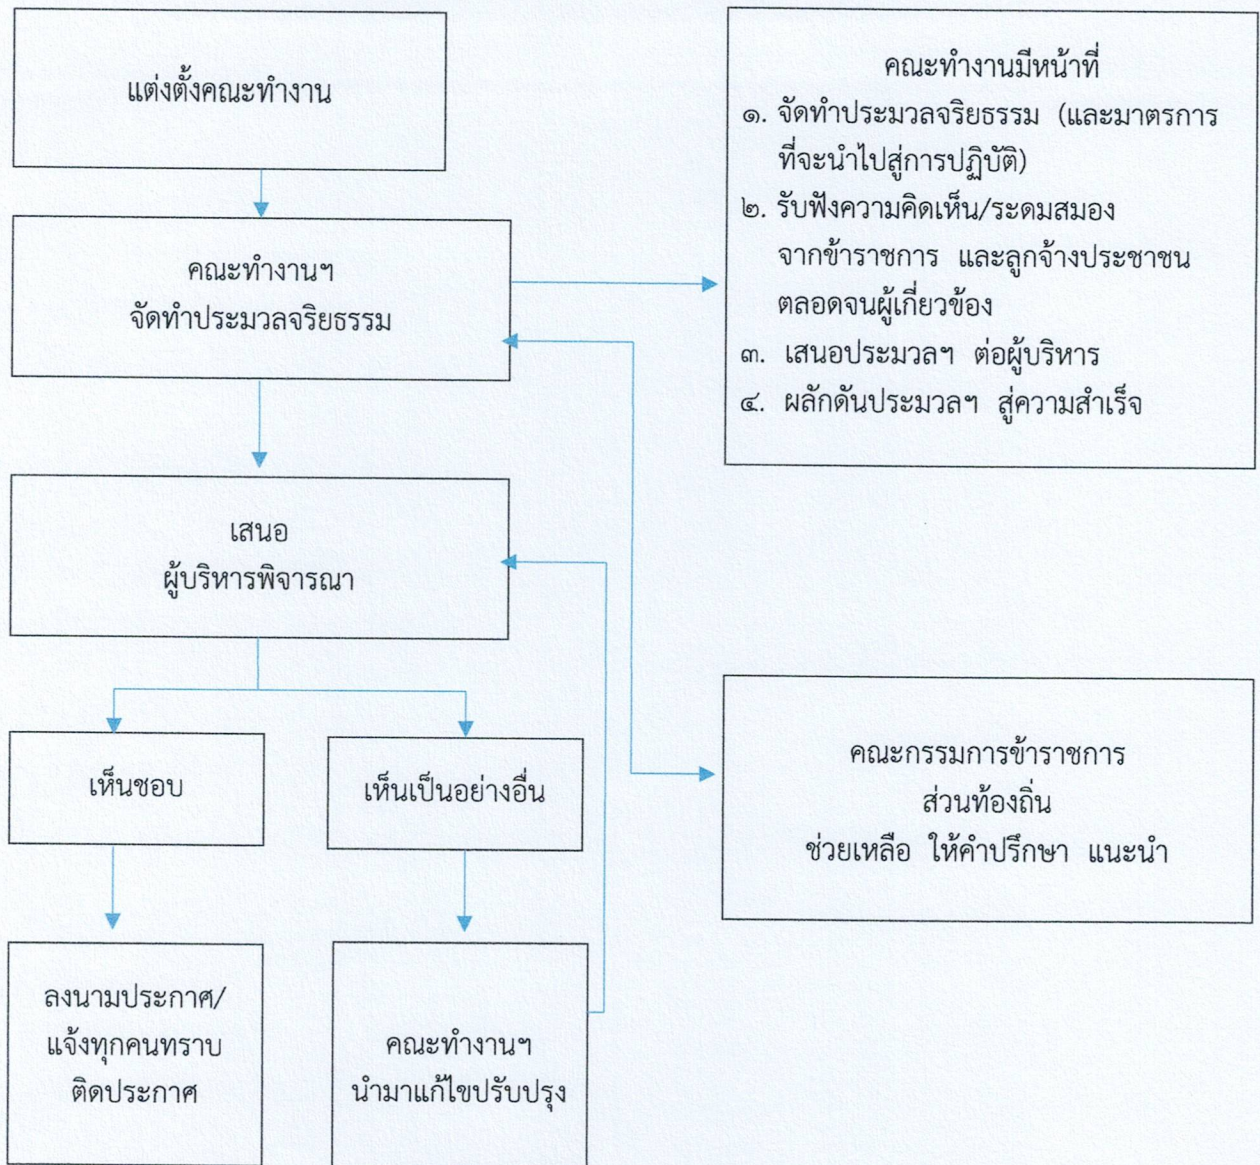 แต่งตั้งคณะทำงาน
คณะทำงานฯ
จัดทำประมวลจริยธรรม
คณะทำงานมีหน้าที่
๑. จัดทำประมวลจริยธรรม (และมาตรการ
ที่จะนำไปสู่การปฏิบัติ)
๒. รับฟังความคิดเห็น/ระดมสมอง
จากข้าราชการ และลูกจ้างประชาชน
ตลอดจนผู้เกี่ยวข้อง
๓. เสนอประมวลฯ ต่อผู้บริหาร
๔. ผลักดันประมวลฯ สู่ความสำเร็จ
เสนอ
ผู้บริหารพิจารณา
เห็นชอบ
เห็นเป็นอย่างอื่น
คณะกรรมการข้าราชการ
ส่วนท้องถิ่น
ช่วยเหลือ ให้คำปรึกษา แนะนำ
ลงนามประกาศ/
แจ้งทุกคนทราบ
ติดประกาศ
คณะทำงานฯ
นำมาแก้ไขปรับปรุง